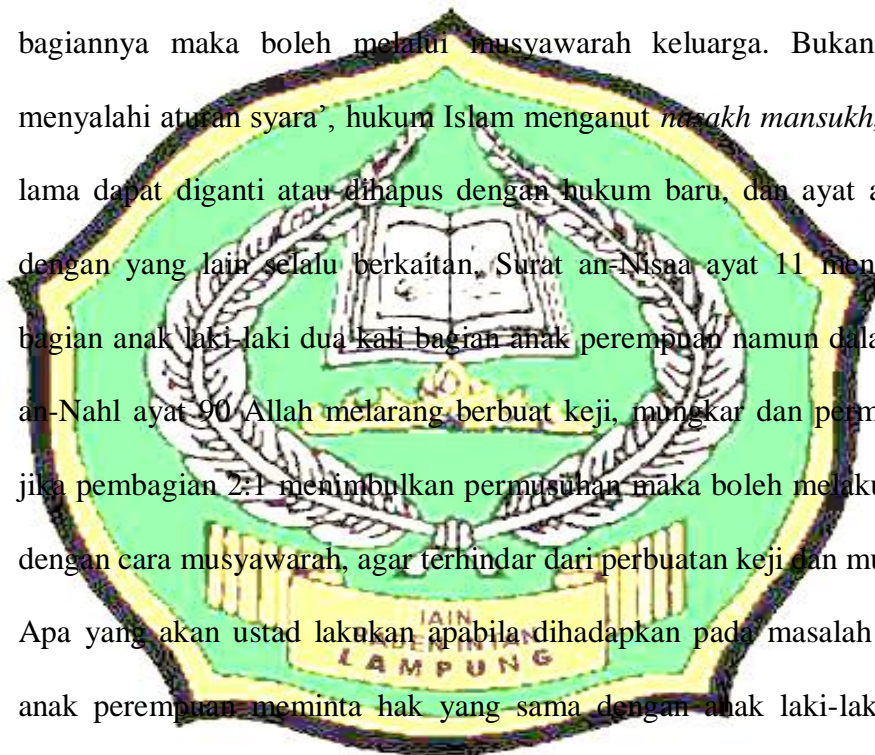 bagiannya maka boleh melalui musyawarah keluarga. Bukan
menyalahi aturan syara’, hukum Islam menganut nasakh mansukh,
lama dapat diganti atau dihapus dengan hukum baru, dan ayat a
dengan yang lain selalu berkaitan, Surat an-Nisaa ayat 11 men
bagian anak laki-laki dua kali bagian anak perempuan namun dala
an-Nahl ayat 90 Allah melarang berbuat keji, mungkar dan perm
jika pembagian 2:1 menimbulkan permusuhan maka boleh melaku
dengan cara musyawarah, agar terhindar dari perbuatan keji dan mu
IAIN
Apa yang akan ustad lakukan apabila dihadapkan pada masalah
RADEN INTAN
LAMPUNG
anak perempuan meminta hak yang sama dengan anak laki-lak